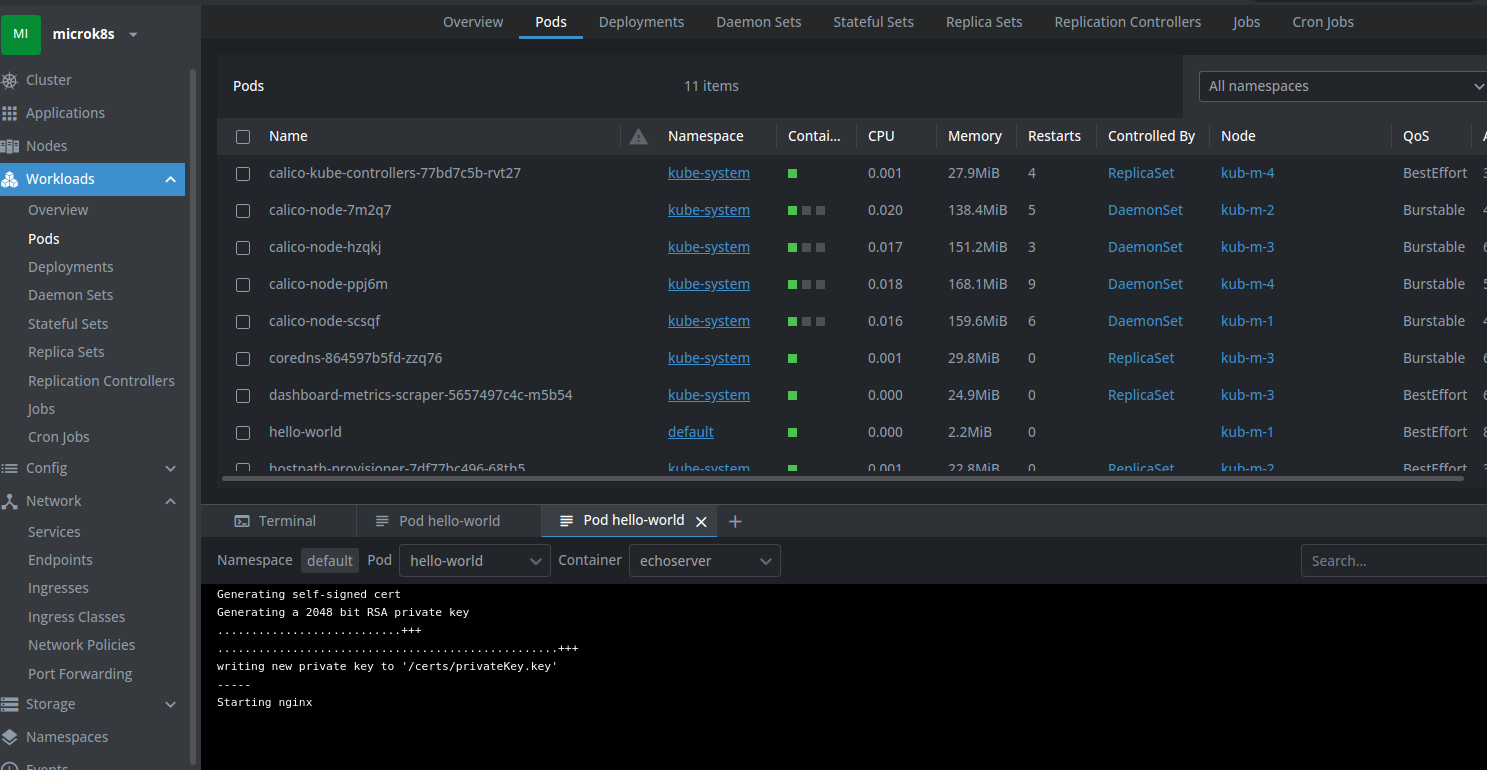 MI microk8s
Overview Pods Deployments Daemon Sets Stateful Sets Replica Sets Replication Controllers Jobs Cron Jobs
Cluster
Applications
Nodes
Workloads
Overview
Pods
Deployments
Daemon Sets
Stateful Sets
Replica Sets
Replication Controllers
Jobs
Cron Jobs
Config
Network
Services
Endpoints
Ingresses
Ingress Classes
Network Policies
Port Forwarding
Storage
Namespaces
Events
Pods 11 items All namespaces
Name Namespace Contai... CPU Memory Restarts Controlled By Node QoS
calico-kube-controllers-77bd7c5b-rvt27 kube-system 0.001 27.9MiB 4 ReplicaSet kub-m-4 BestEffort
calico-node-7m2q7 kube-system 0.020 138.4MiB 5 DaemonSet kub-m-2 Burstable
calico-node-hzqkj kube-system 0.017 151.2MiB 3 DaemonSet kub-m-3 Burstable
calico-node-ppj6m kube-system 0.018 168.1MiB 9 DaemonSet kub-m-4 Burstable
calico-node-scsqf kube-system 0.016 159.6MiB 6 DaemonSet kub-m-1 Burstable
coredns-864597b5fd-zzq76 kube-system 0.001 29.8MiB 0 ReplicaSet kub-m-3 Burstable
dashboard-metrics-scraper-5657497c4c-m5b54 kube-system 0.000 24.9MiB 0 ReplicaSet kub-m-3 BestEffort
hello-world default 0.000 2.2MiB 0 kub-m-1 BestEffort
hostpath-provisioner-7df77bc496-68tb5 kube-system 0.001 22.8MiB 0 ReplicaSet kub-m-2 BestEffort
Terminal Pod hello-world Pod hello-world
Namespace default Pod hello-world Container echoserver Search...
Generating self-signed cert
Generating a 2048 bit RSA private key
...........................+++
..................................................+++
writing new private key to '/certs/privateKey.key'
-----
Starting nginx